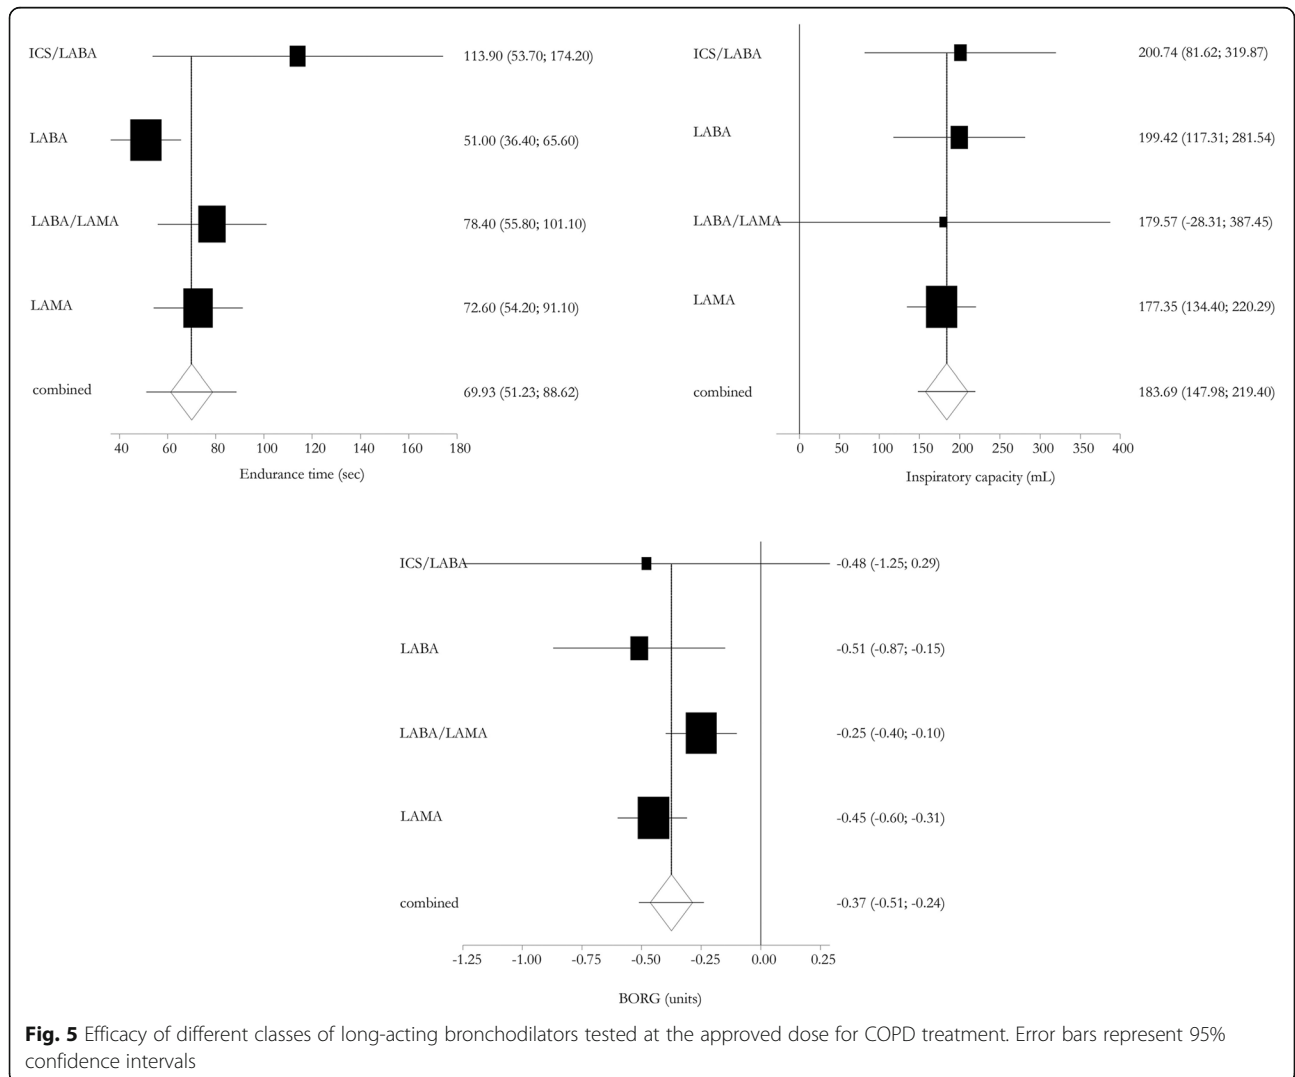 ICS/LABA 113.90 (53.70; 174.20)
LABA 51.00 (36.40; 65.60)
LABA/LAMA 78.40 (55.80; 101.10)
LAMA 72.60 (54.20; 91.10)
combined 69.93 (51.23; 88.62)
40 60 80 100 120 140 160 180
Endurance time (sec)
ICS/LABA 200.74 (81.62; 319.87)
LABA 199.42 (117.31; 281.54)
LABA/LAMA 179.57 (-28.31; 387.45)
LAMA 177.35 (134.40; 220.29)
combined 183.69 (147.98; 219.40)
0 50 100 150 200 250 300 350 400
Inspiratory capacity (mL)
ICS/LABA -0.48 (-1.25; 0.29)
LABA -0.51 (-0.87; -0.15)
LABA/LAMA -0.25 (-0.40; -0.10)
LAMA -0.45 (-0.60; -0.31)
combined -0.37 (-0.51; -0.24)
-1.25 -1.00 -0.75 -0.50 -0.25 0.00 0.25
BORG (units)
Fig. 5 Efficacy of different classes of long-acting bronchodilators tested at the approved dose for COPD treatment. Error bars represent 95%
confidence intervals